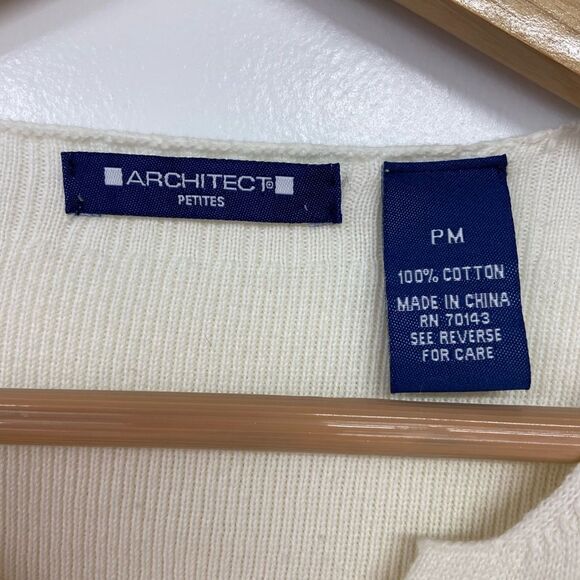 ARCHITECT®
PETITES
PM
100% COTTON
MADE IN CHINA
RN 70143
SEE REVERSE
FOR CARE